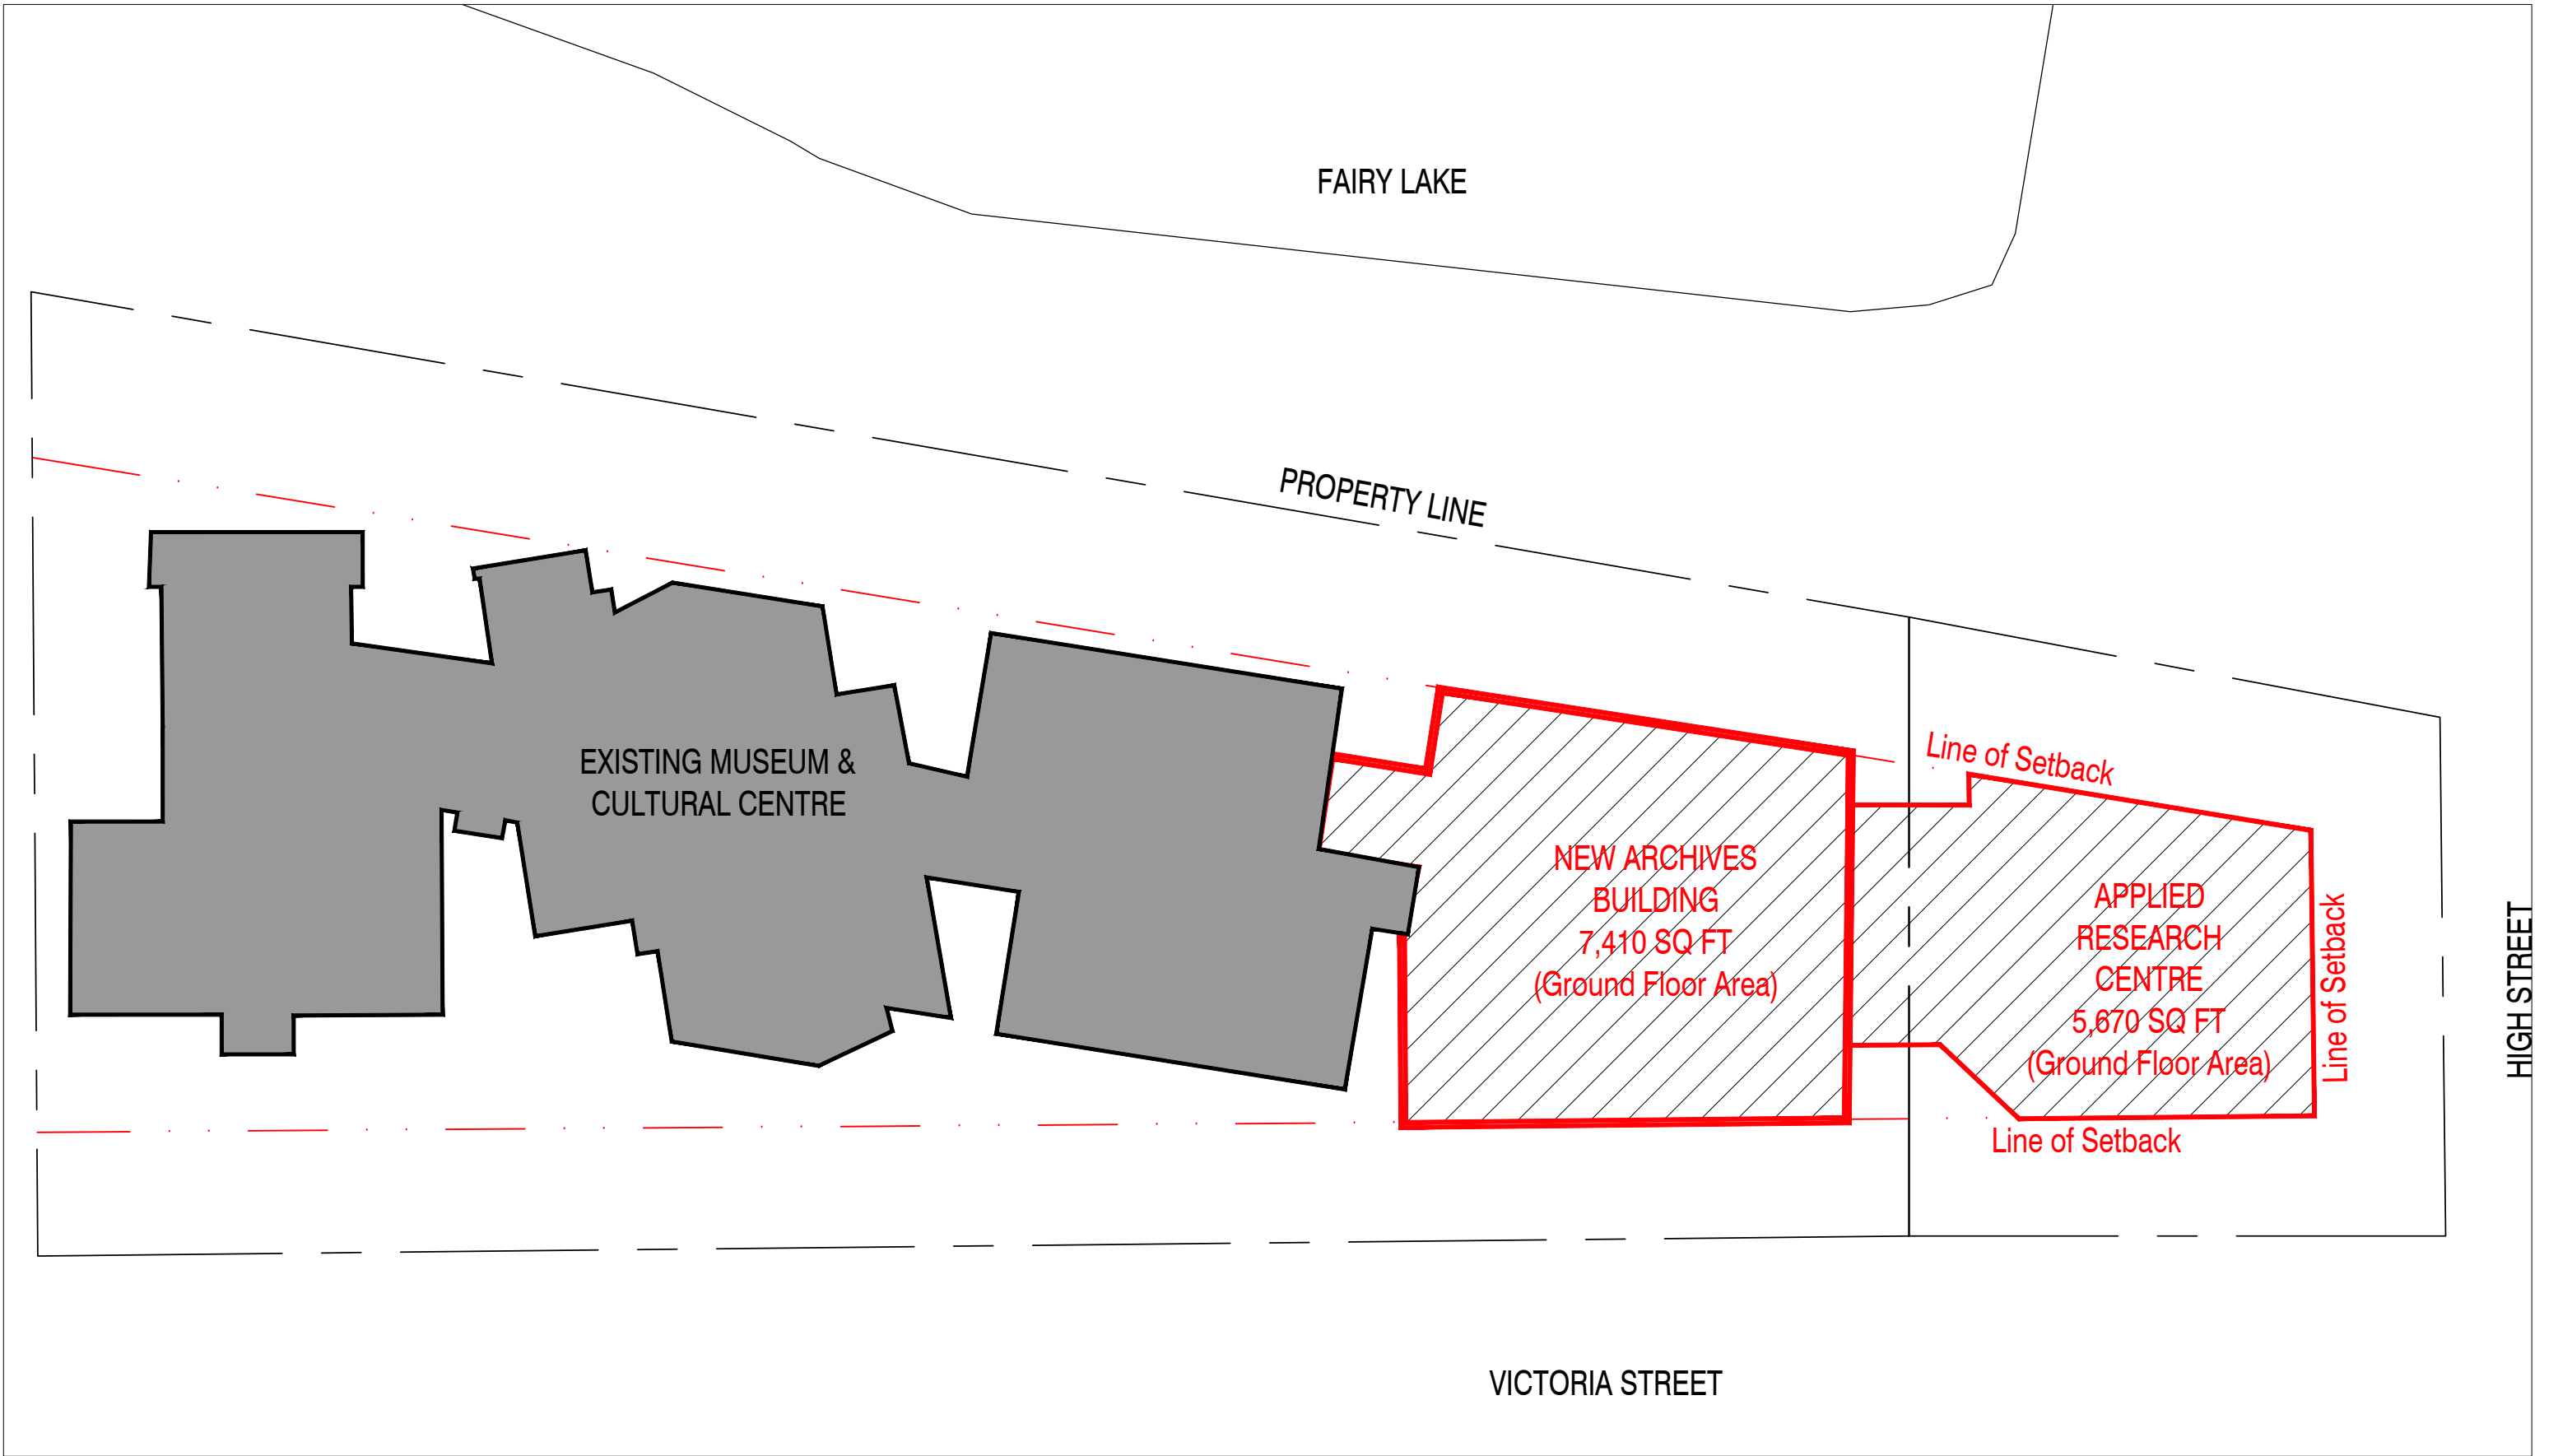 FAIRY LAKE
PROPERTY LINE
EXISTING MUSEUM &
CULTURAL CENTRE
NEW ARCHIVES
BUILDING
7,410 SQ FT
(Ground Floor Area)
Line of Setback
APPLIED
RESEARCH
CENTRE
5,670 SQ FT
(Ground Floor Area)
Line of Setback
Line of Setback
HIGH STREET
VICTORIA STREET